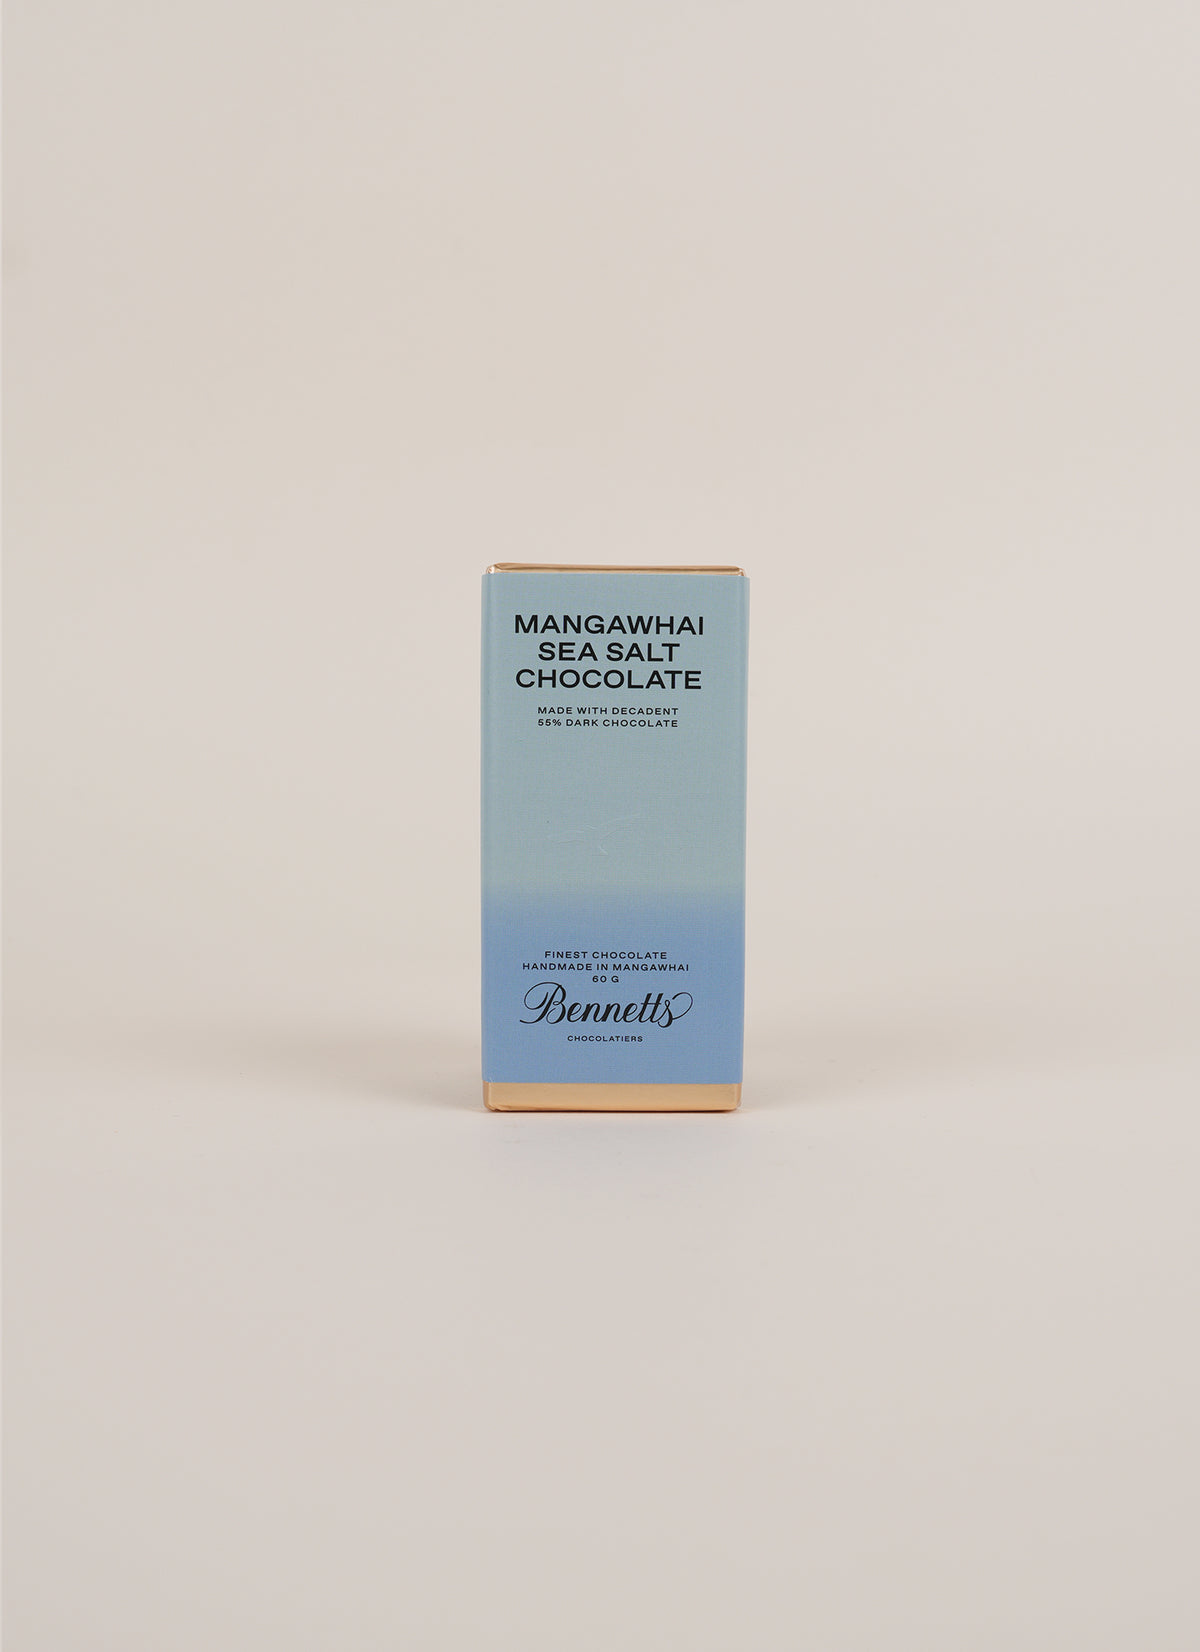 MANGAWHAI
SEA SALT
CHOCOLATE
MADE WITH DECADENT
55% DARK CHOCOLATE
FINEST CHOCOLATE
HANDMADE IN MANGAWHAI
60 G
Bennetts
CHOCOLATIERS